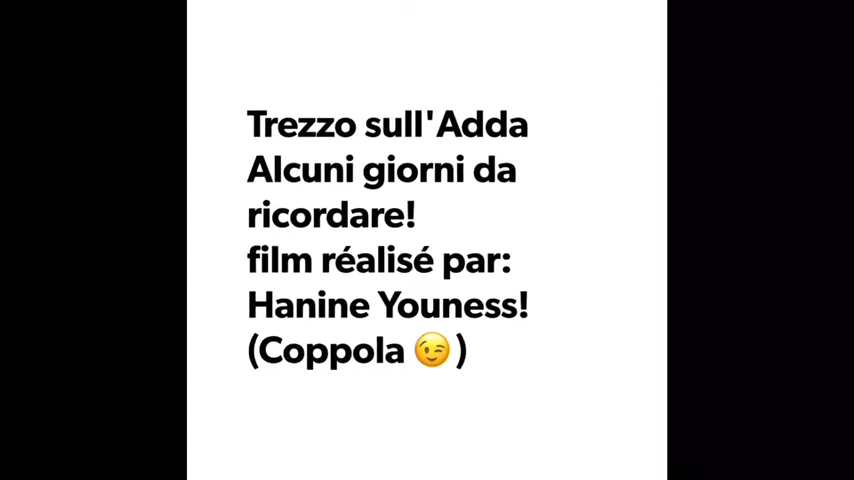 Trezzo sull'Adda
Alcuni giorni da
ricordare!
film réalisé par:
Hanine Youness!
(Coppola 😉)